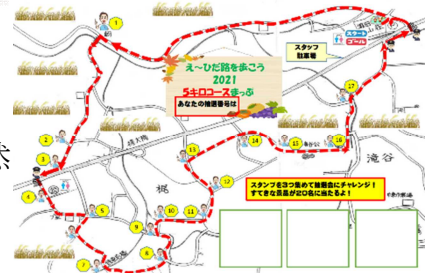 え～ひだ路を歩こう
2021
5キロコースまっぷ
あなたの抽選番号は
スタート
ゴール
スタッフ
駐車場
1
2
3
4
5
7
8
9
10
11
12
13
14
15
16
17
梶
滝谷
スタンプを3つ集めて抽選会にチャレンジ！
すてきな景品が20名に当たるよ！